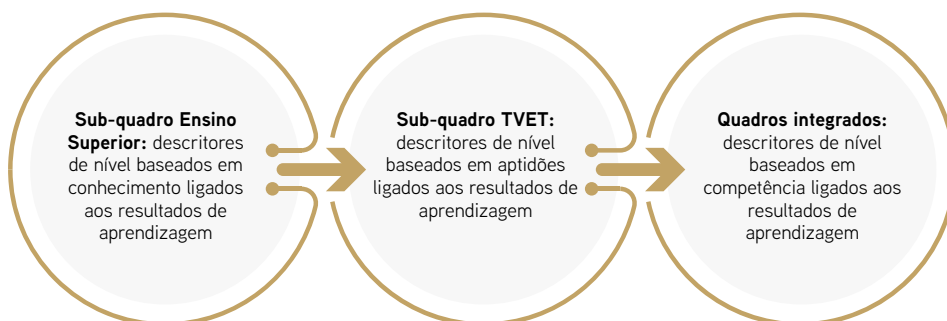 Sub-quadro Ensino
Superior: descritores
de nível baseados em
conhecimento ligados
aos resultados de
aprendizagem
Sub-quadro TVET:
descritores de nível
baseados em aptidões
ligados aos resultados de
aprendizagem
Quadros integrados:
descritores de nível
baseados em
competência ligados aos
resultados de
aprendizagem